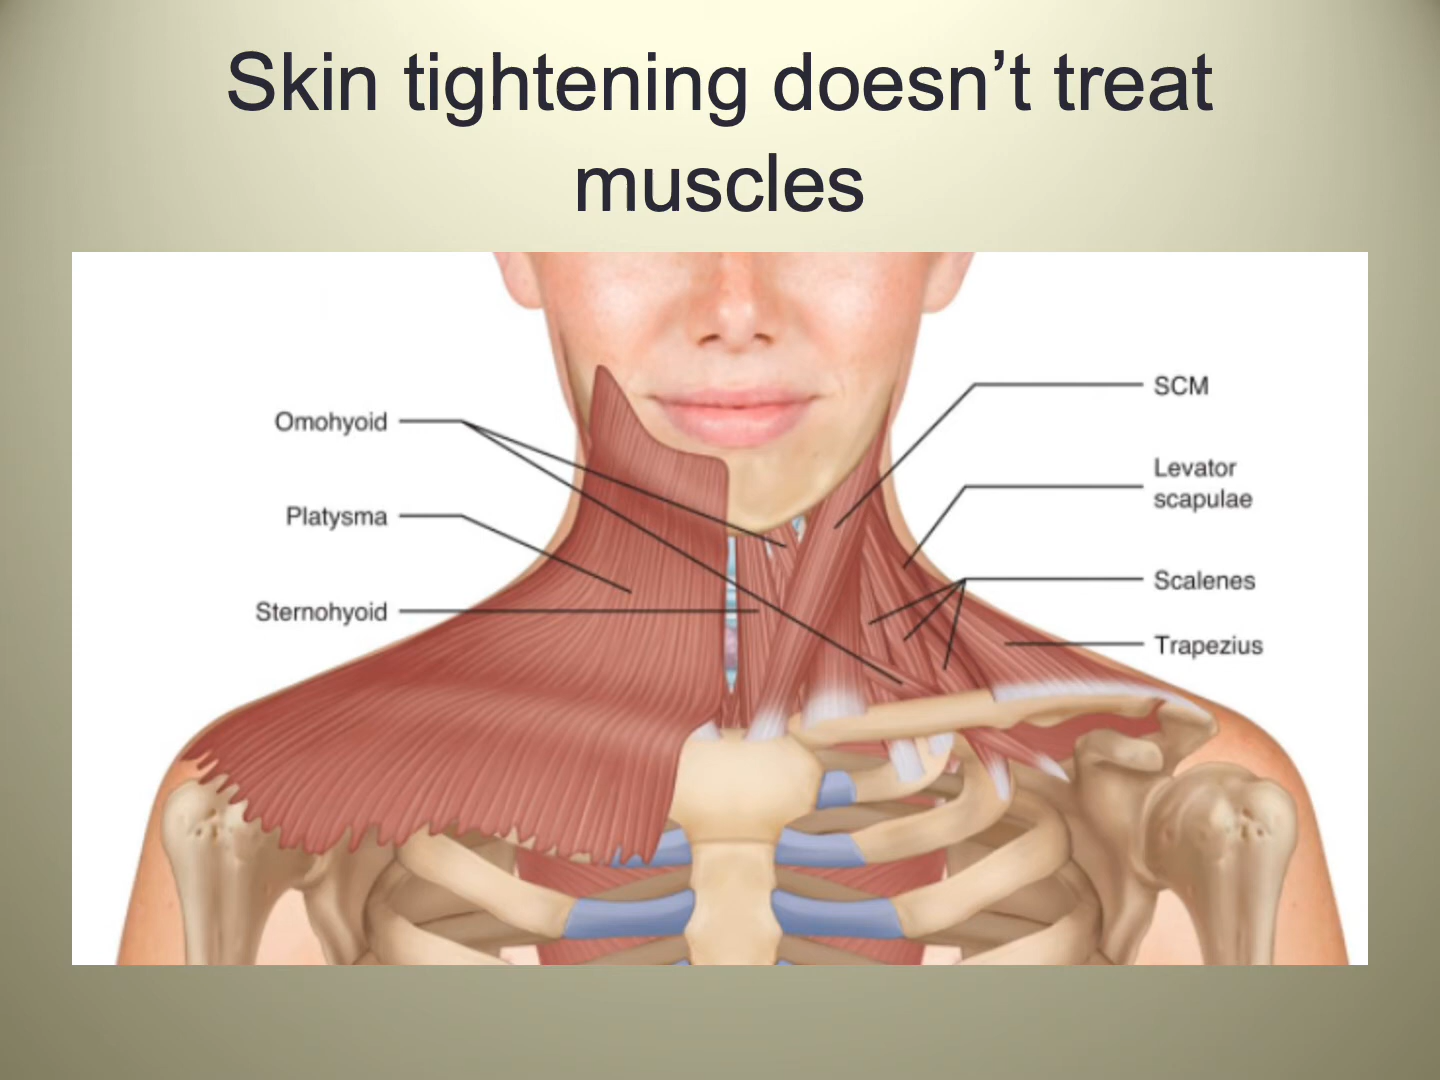 Skin tightening doesn’t treat
muscles
Omohyoid
Platysma
Sternohyoid
SCM
Levator
scapulae
Scalenes
Trapezius